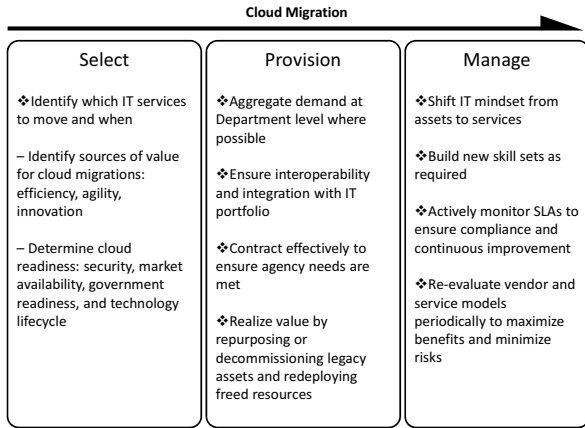 Cloud Migration
Select
❖Identify which IT services
to move and when
– Identify sources of value
for cloud migrations:
efficiency, agility,
innovation
– Determine cloud
readiness: security, market
availability, government
readiness, and technology
lifecycle
Provision
❖Aggregate demand at
Department level where
possible
❖Ensure interoperability
and integration with IT
portfolio
❖Contract effectively to
ensure agency needs are
met
❖Realize value by
repurposing or
decommissioning legacy
assets and redeploying
freed resources
Manage
❖Shift IT mindset from
assets to services
❖Build new skill sets as
required
❖Actively monitor SLAs to
ensure compliance and
continuous improvement
❖Re-evaluate vendor and
service models
periodically to maximize
benefits and minimize
risks